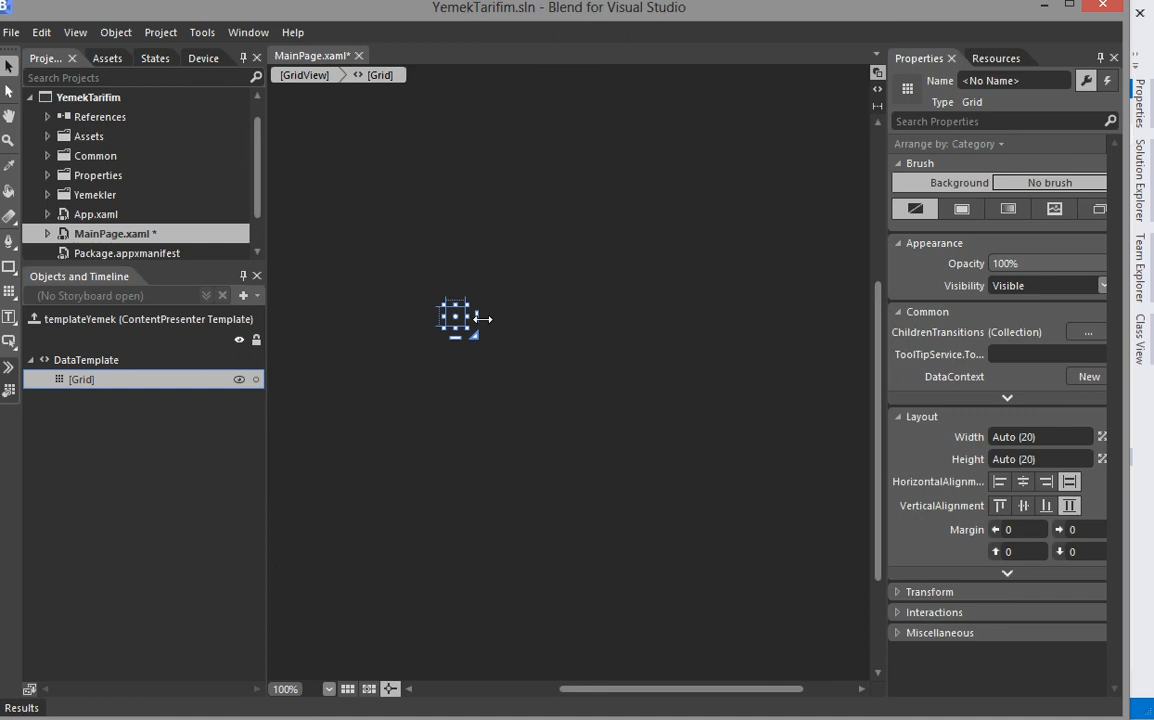 YemekTarifim.sln - Blend for Visual Studio
File Edit View Object Project Tools Window Help
Proje... Assets States Device
Search Projects
YemekTarifim
References
Assets
Common
Properties
Yemekler
App.xaml
MainPage.xaml *
Package.appxmanifest
Objects and Timeline
(No Storyboard open)
templateYemek (ContentPresenter Template)
DataTemplate
[Grid]
MainPage.xaml*
[GridView] [Grid]
100%
Results
Properties Resources
Name <No Name>
Type Grid
Search Properties
Arrange by: Category
Brush
Background No brush
Appearance
Opacity 100%
Visibility Visible
Common
ChildrenTransitions (Collection) ...
ToolTipService.To...
DataContext New
Layout
Width Auto (20)
Height Auto (20)
HorizontalAlignm...
VerticalAlignment
Margin 0 0
0 0
Transform
Interactions
Miscellaneous
Properties
Solution Explorer
Team Explorer
Class View